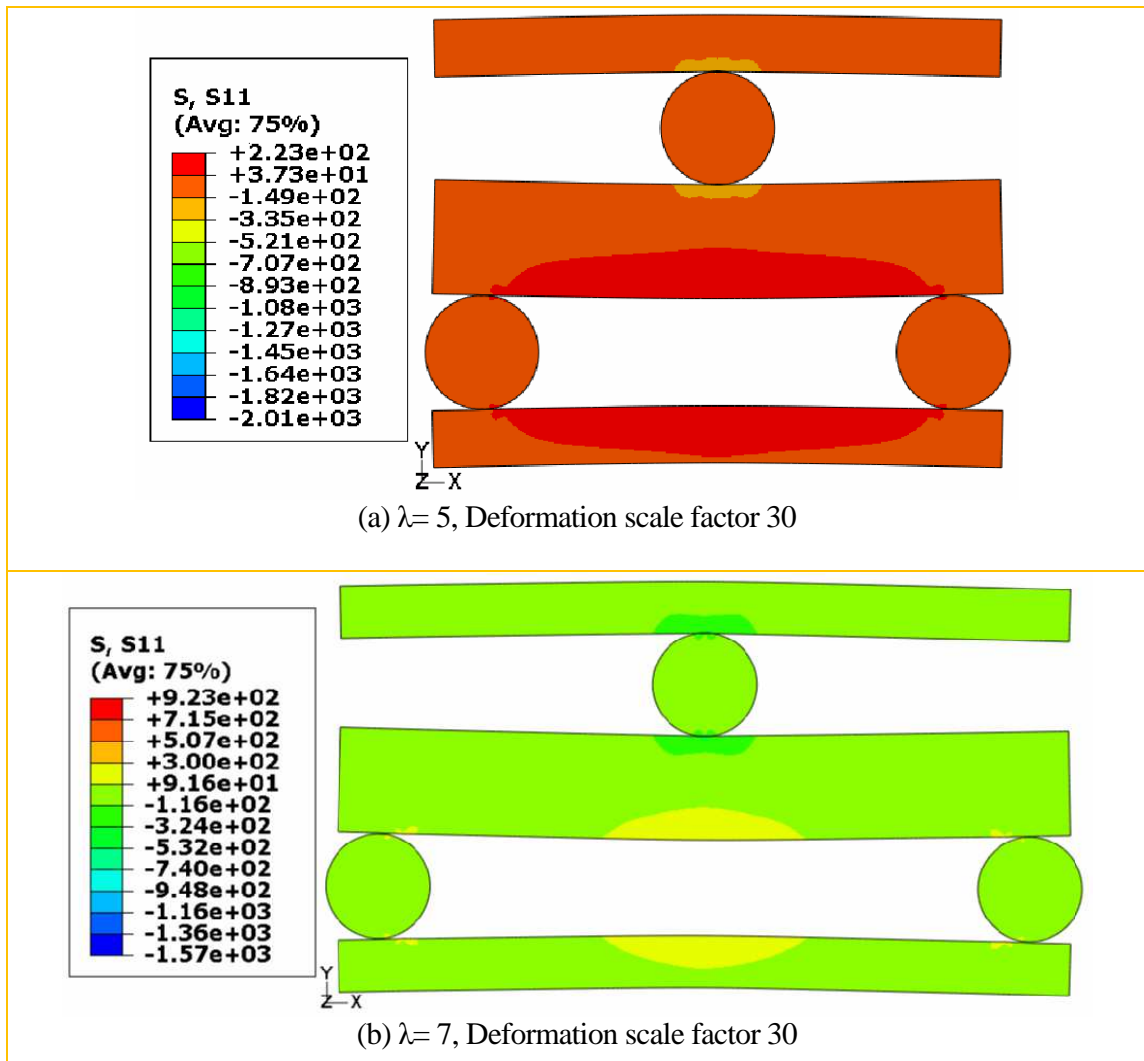 S, S11
(Avg: 75%)
+2.23e+02
+3.73e+01
-1.49e+02
-3.35e+02
-5.21e+02
-7.07e+02
-8.93e+02
-1.08e+03
-1.27e+03
-1.45e+03
-1.64e+03
-1.82e+03
-2.01e+03
Y
Z X
(a) λ= 5, Deformation scale factor 30
S, S11
(Avg: 75%)
+9.23e+02
+7.15e+02
+5.07e+02
+3.00e+02
+9.16e+01
-1.16e+02
-3.24e+02
-5.32e+02
-7.40e+02
-9.48e+02
-1.16e+03
-1.36e+03
-1.57e+03
Y
Z X
(b) λ= 7, Deformation scale factor 30